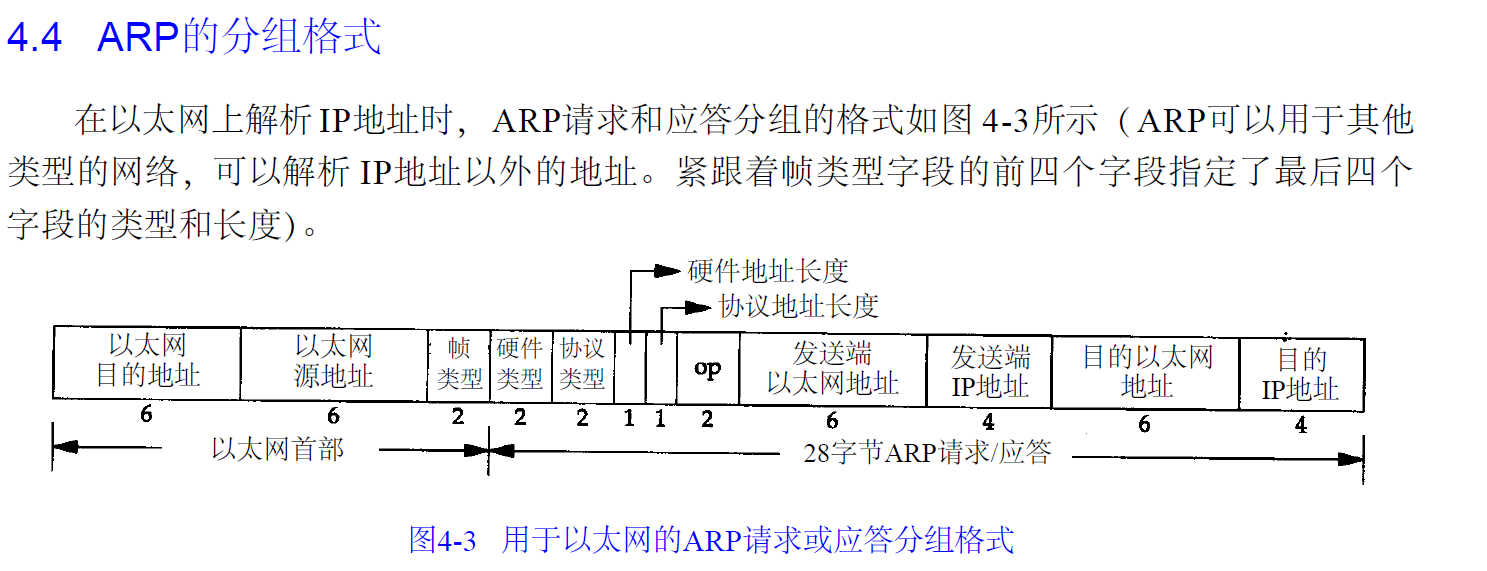 4.4 ARP的分组格式
在以太网上解析 IP地址时，ARP请求和应答分组的格式如图 4-3所示（ARP可以用于其他
类型的网络，可以解析 IP地址以外的地址。紧跟着帧类型字段的前四个字段指定了最后四个
字段的类型和长度)。
硬件地址长度
协议地址长度
以太网
目的地址
以太网
源地址
帧
类型
硬件
类型
协议
类型
op
发送端
以太网地址
发送端
IP地址
目的以太网
地址
目的
IP地址
6 6 2 2 2 1 1 2 6 4 6 4
以太网首部 28字节ARP请求/应答
图4-3 用于以太网的ARP请求或应答分组格式